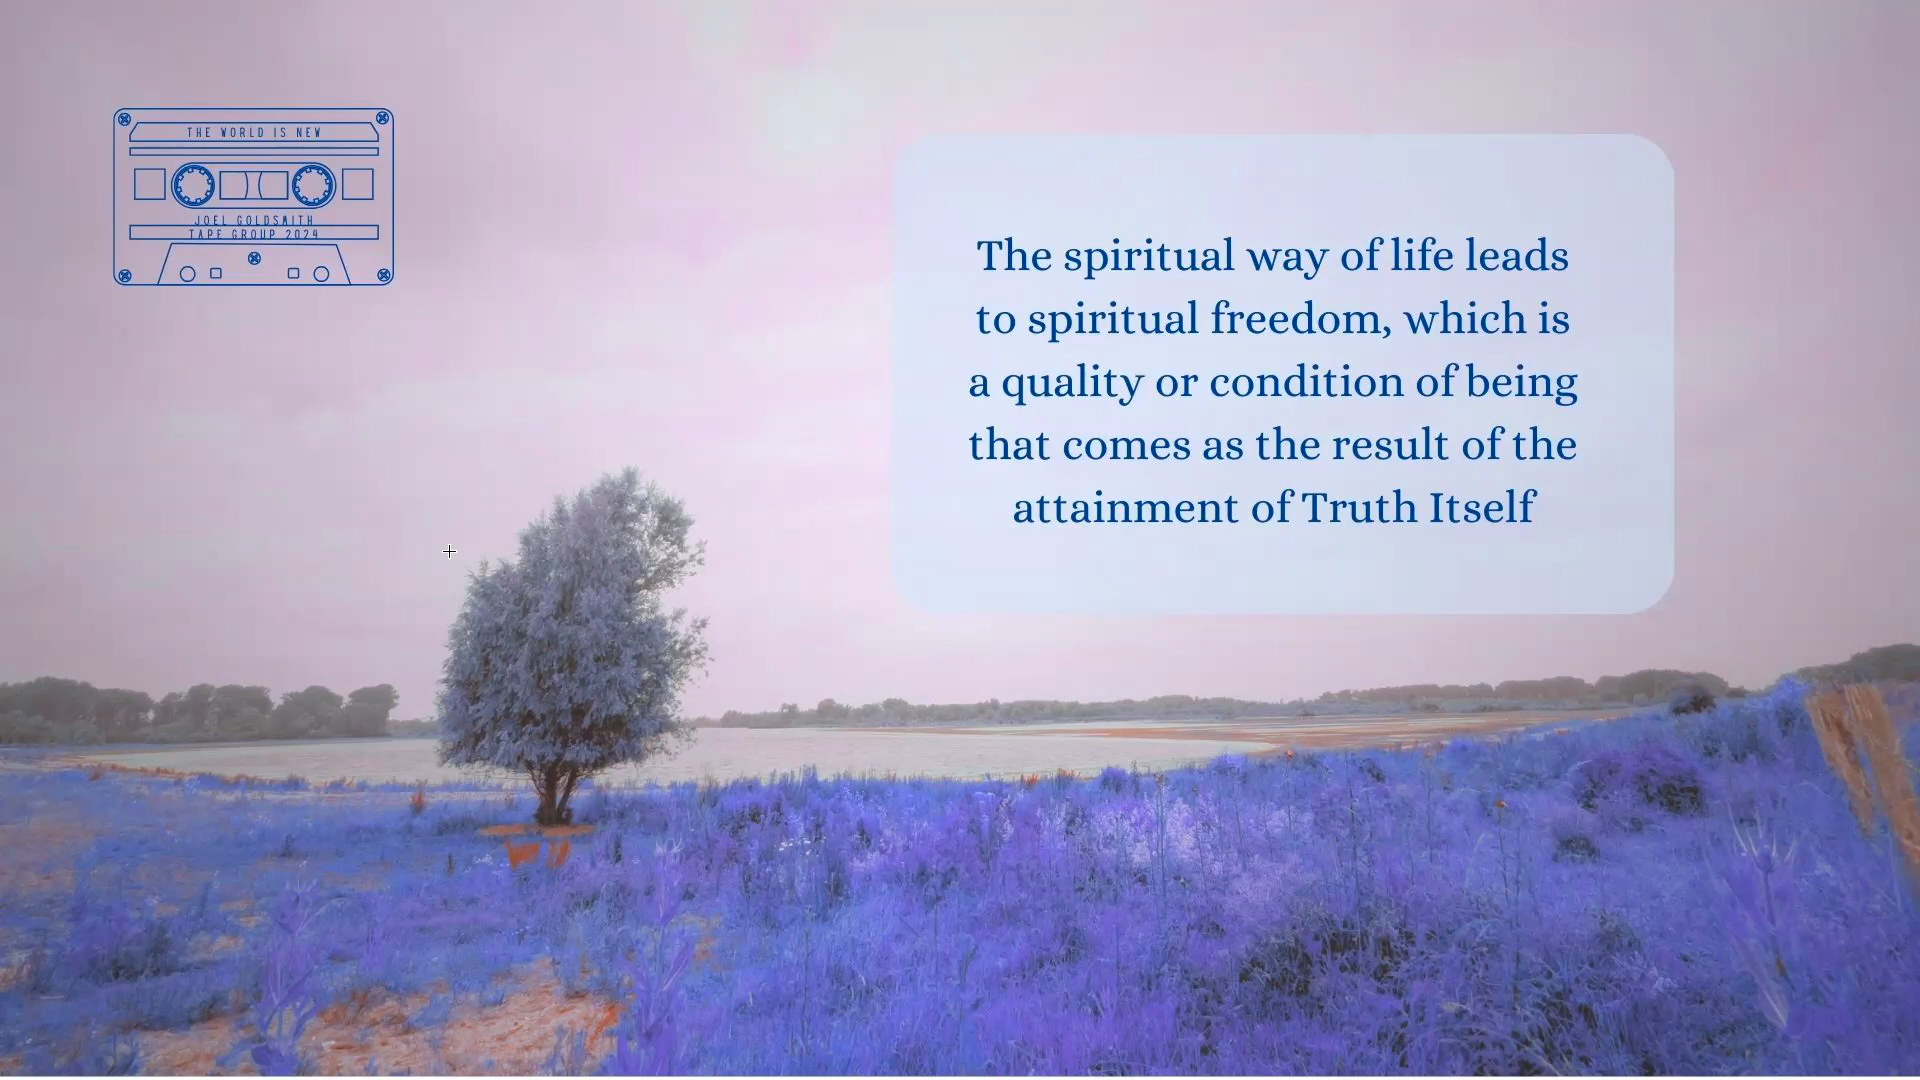 THE WORLD IS NEW
JOEL GOLDSMITH
TAPE GROUP 2024
The spiritual way of life leads
to spiritual freedom, which is
a quality or condition of being
that comes as the result of the
attainment of Truth Itself